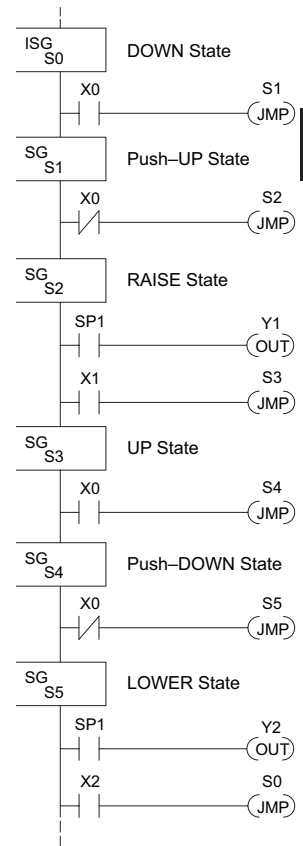 ISG S0 DOWN State
X0 S1
JMP
SG S1 Push–UP State
X0 S2
JMP
SG S2 RAISE State
SP1 Y1
OUT
X1 S3
JMP
SG S3 UP State
X0 S4
JMP
SG S4 Push–DOWN State
X0 S5
JMP
SG S5 LOWER State
SP1 Y2
OUT
X2 S0
JMP